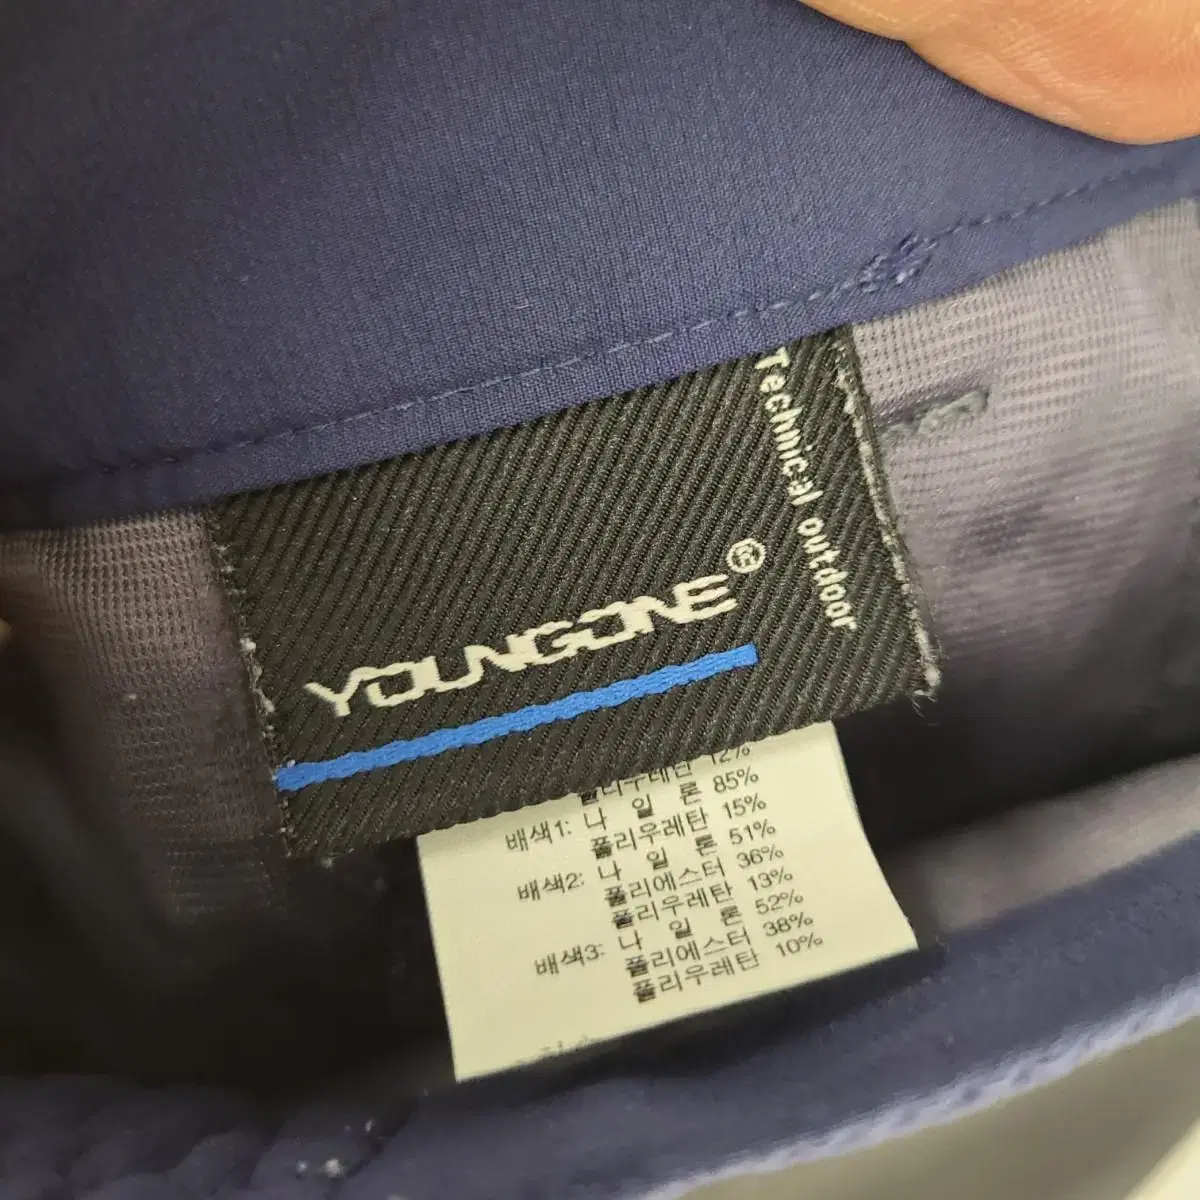 Technical outdoor
YOUNGONE
폴리우레탄 12%
배색1: 나 일 론 85%
폴리우레탄 15%
배색2: 나 일 론 51%
폴리에스터 36%
폴리우레탄 13%
배색3: 나 일 론 52%
폴리에스터 38%
폴리우레탄 10%